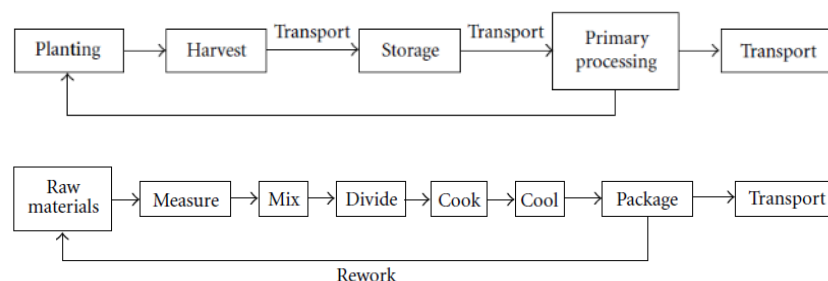 Planting
Harvest
Transport
Storage
Transport
Primary
processing
Transport
Raw
materials
Measure
Mix
Divide
Cook
Cool
Package
Transport
Rework